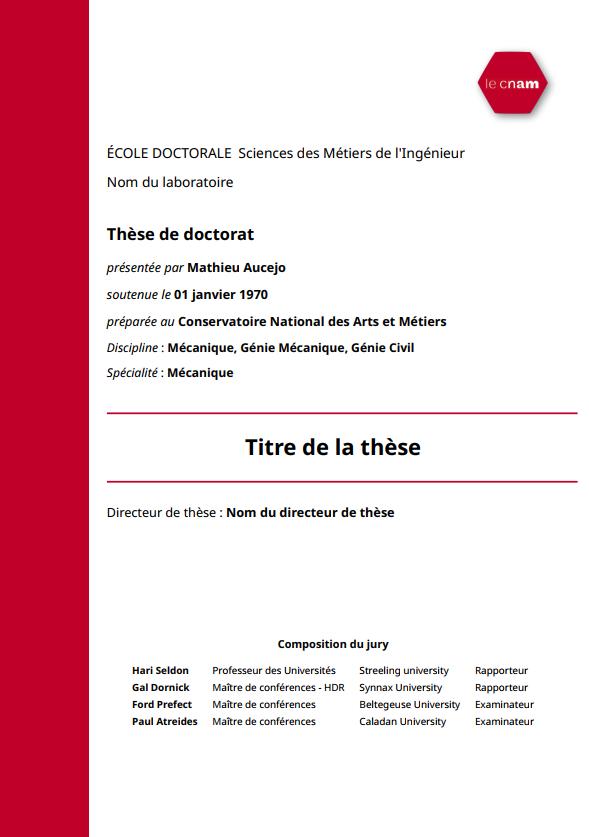 le cnam
ÉCOLE DOCTORALE Sciences des Métiers de l'Ingénieur
Nom du laboratoire
Thèse de doctorat
présentée par Mathieu Aucejo
soutenue le 01 janvier 1970
préparée au Conservatoire National des Arts et Métiers
Discipline : Mécanique, Génie Mécanique, Génie Civil
Spécialité : Mécanique
Titre de la thèse
Directeur de thèse : Nom du directeur de thèse
Composition du jury
Hari Seldon Professeur des Universités Streeling university Rapporteur
Gal Dornick Maître de conférences - HDR Synnax University Rapporteur
Ford Prefect Maître de conférences Beltegeuse University Examinateur
Paul Atreides Maître de conférences Caladan University Examinateur